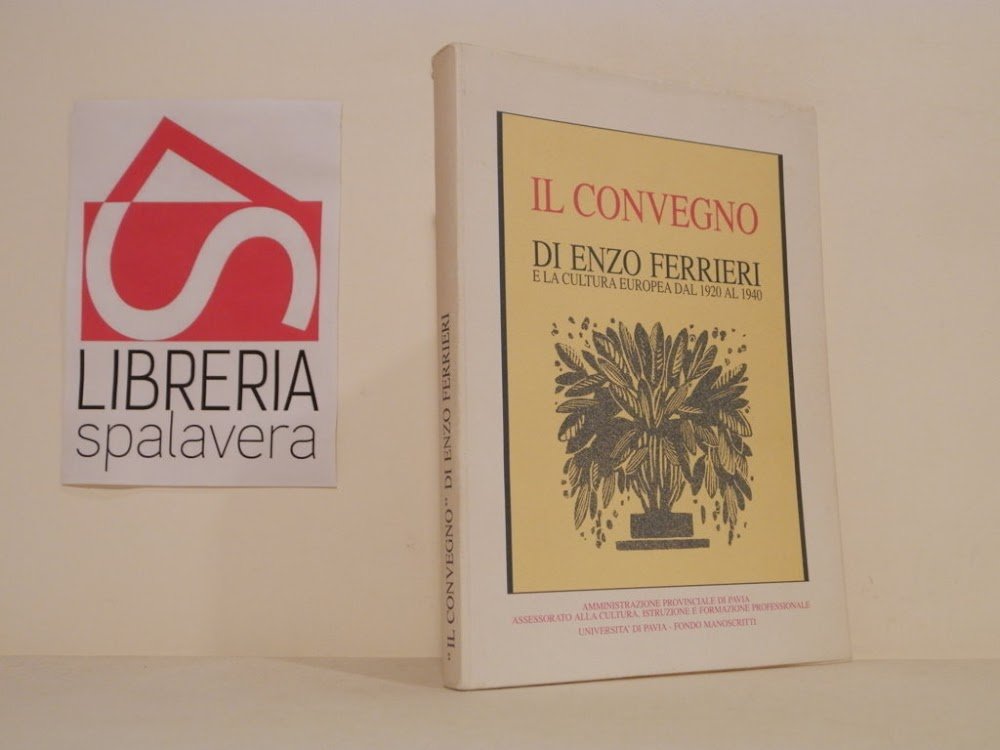 LIBRERIA
spalavera
"IL CONVEGNO" DI ENZO FERRIERI
IL CONVEGNO
DI ENZO FERRIERI
E LA CULTURA EUROPEA DAL 1920 AL 1940
AMMINISTRAZIONE PROVINCIALE DI PAVIA
ASSESSORATO ALLA CULTURA, ISTRUZIONE E FORMAZIONE PROFESSIONALE
UNIVERSITA' DI PAVIA - FONDO MANOSCRITTI